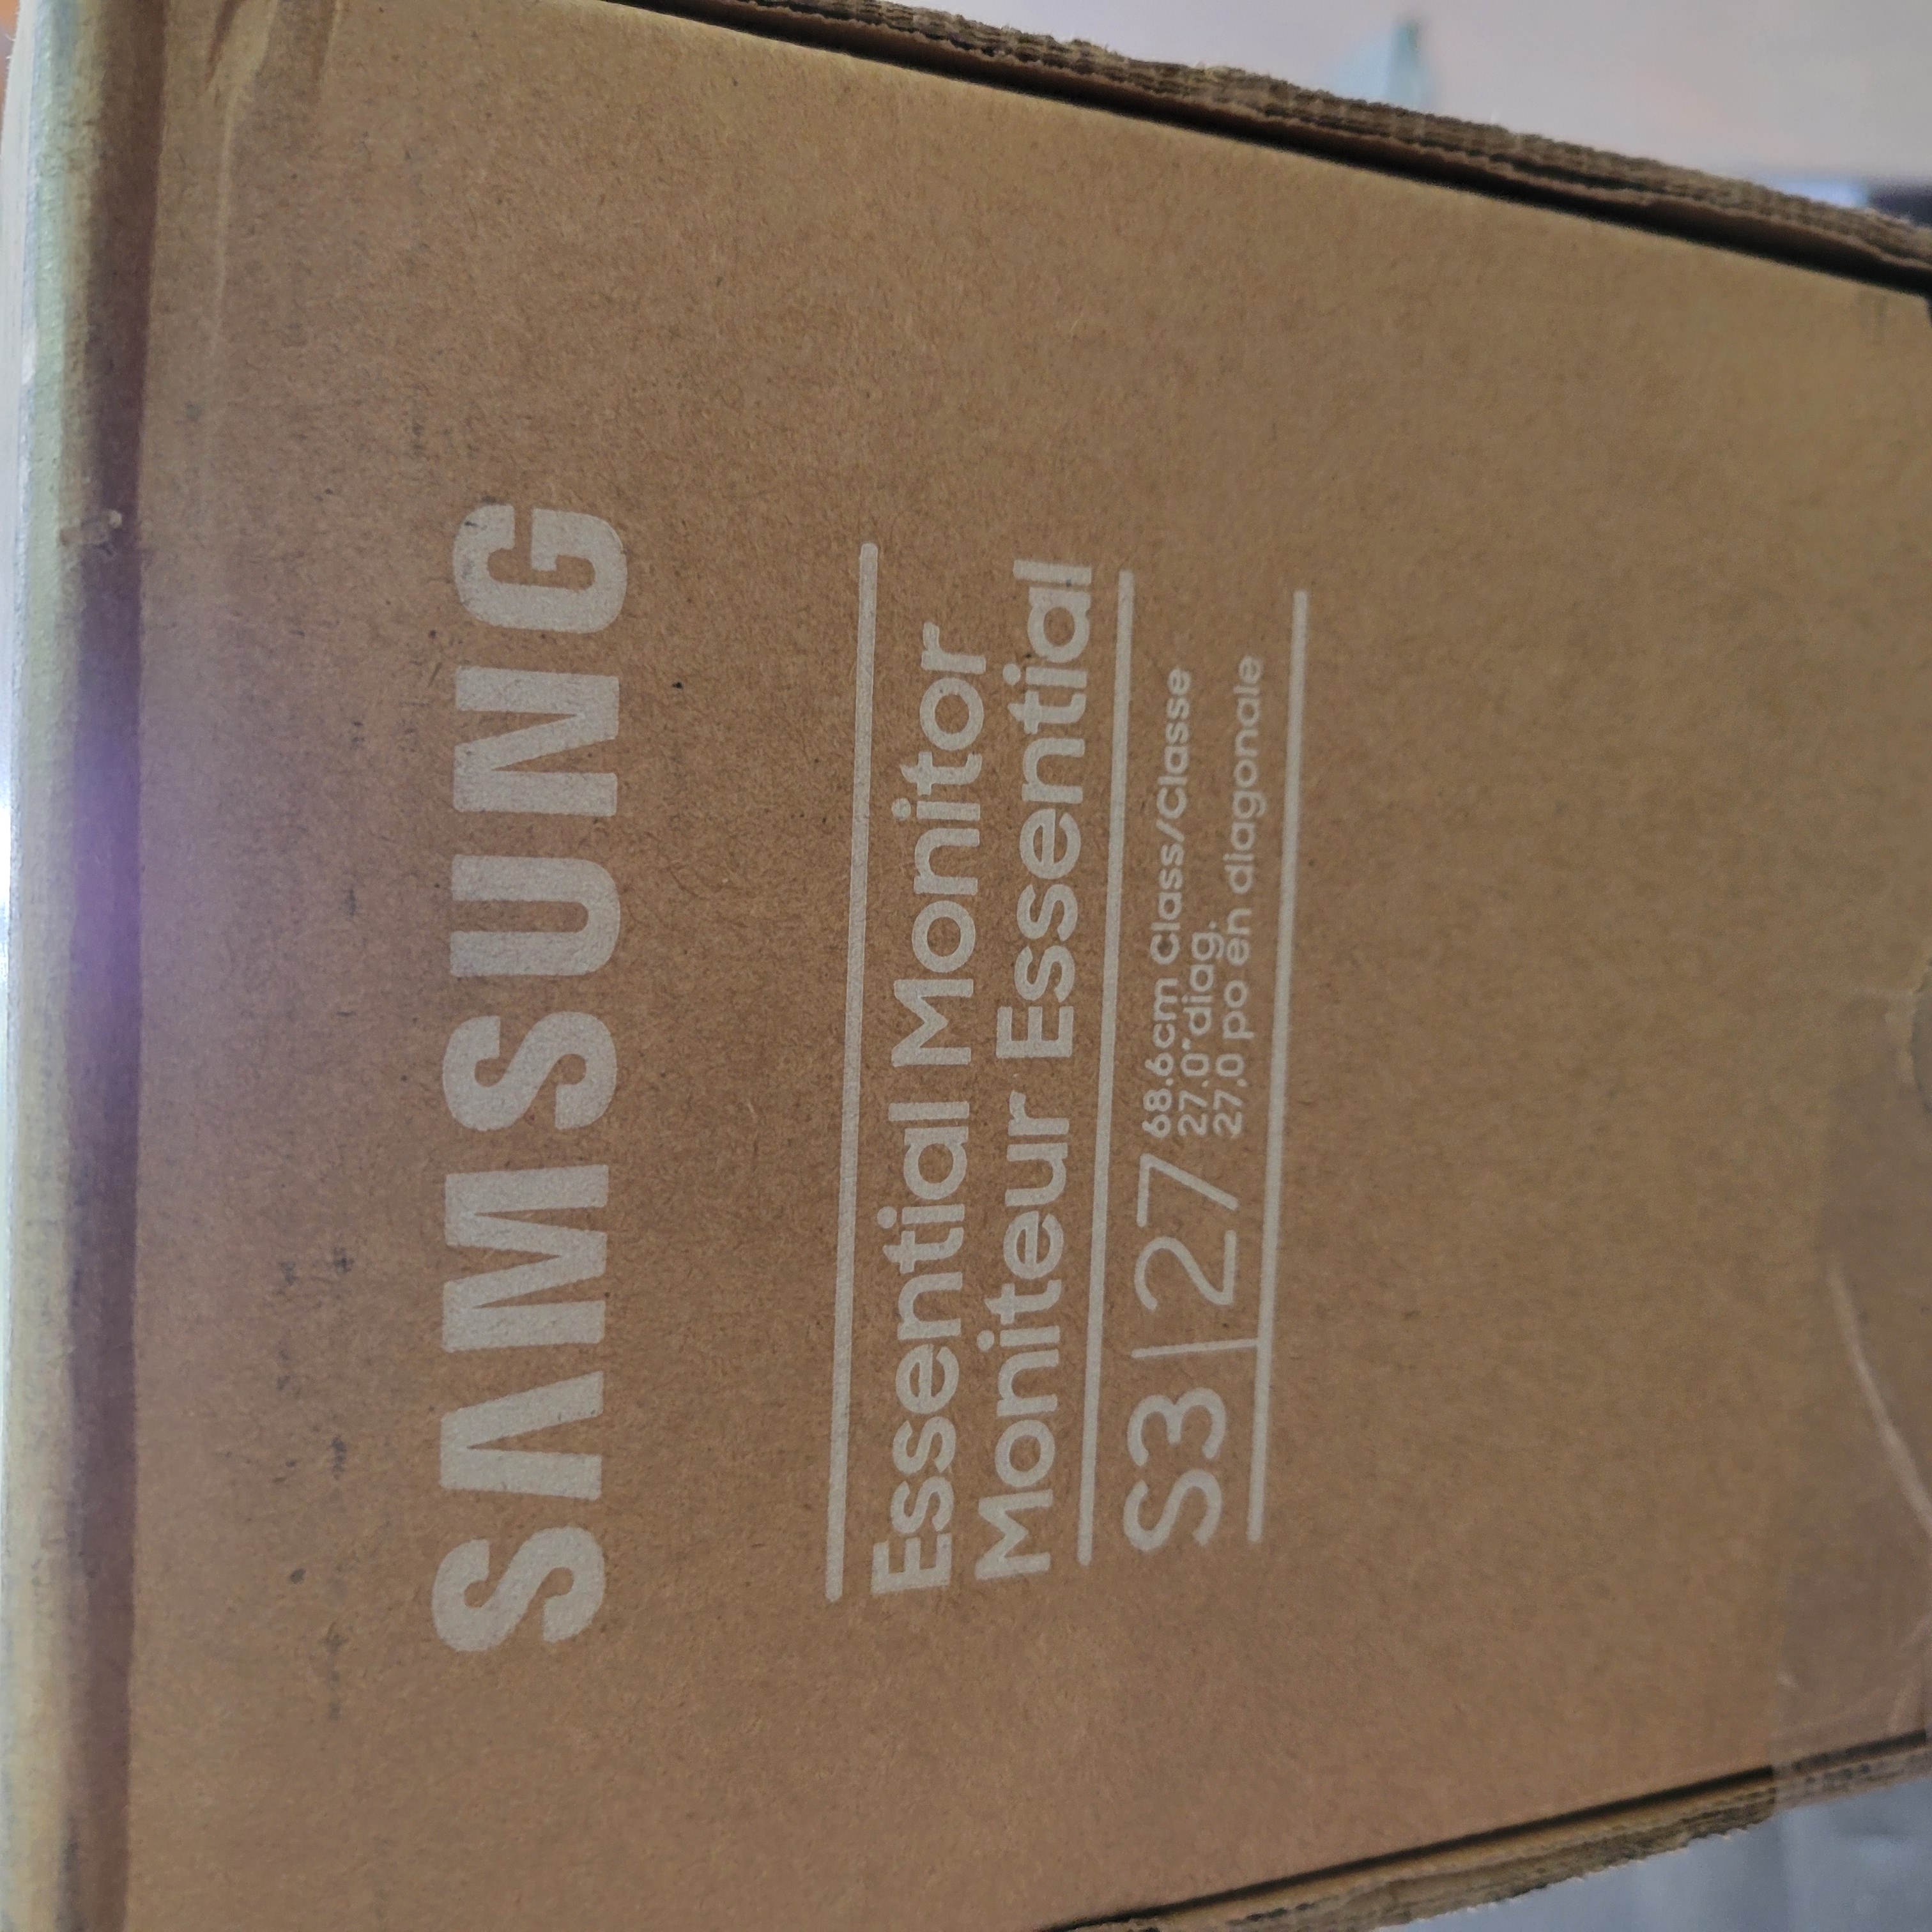 SAMSUNG
Essential Monitor
Moniteur Essential
S3 | 27
68.6cm Class/Classe
27.0" diag.
27,0 po en diagonale